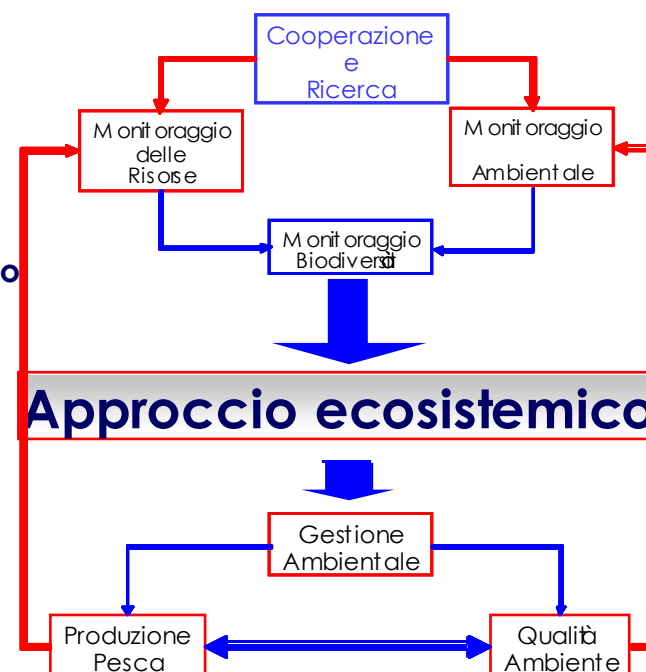 Cooperazione
e
Ricerca
Monitoraggio
delle
Risorse
Monitoraggio
Ambientale
Monitoraggio
Biodiversità
o
Approccio ecosistemico
Gestione
Ambientale
Produzione
Pesca
Qualità
Ambiente